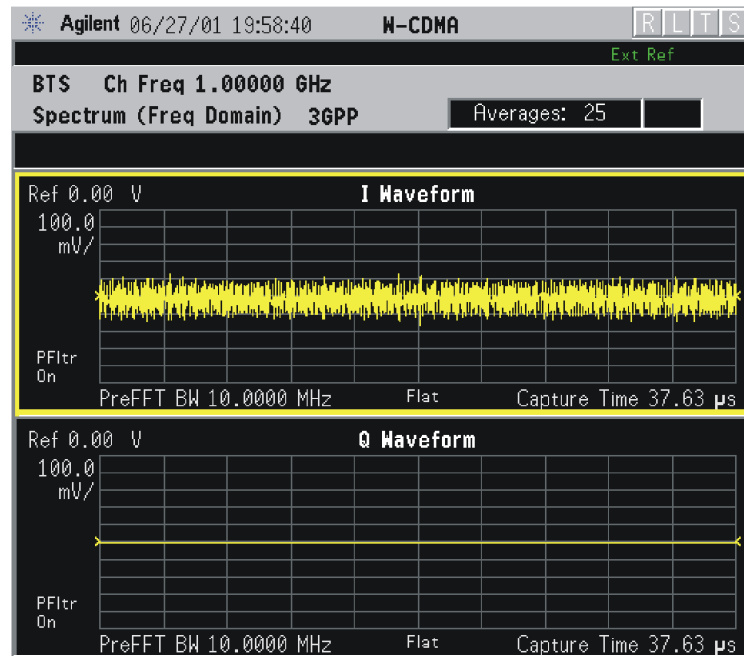 Agilent 06/27/01 19:58:40 W-CDMA R L T S
Ext Ref
BTS Ch Freq 1.00000 GHz
Spectrum (Freq Domain) 3GPP Averages: 25
Ref 0.00 V I Waveform
100.0
mV/
PFltr
On
PreFFT BW 10.0000 MHz Flat Capture Time 37.63 µs
Ref 0.00 V Q Waveform
100.0
mV/
PFltr
On
PreFFT BW 10.0000 MHz Flat Capture Time 37.63 µs